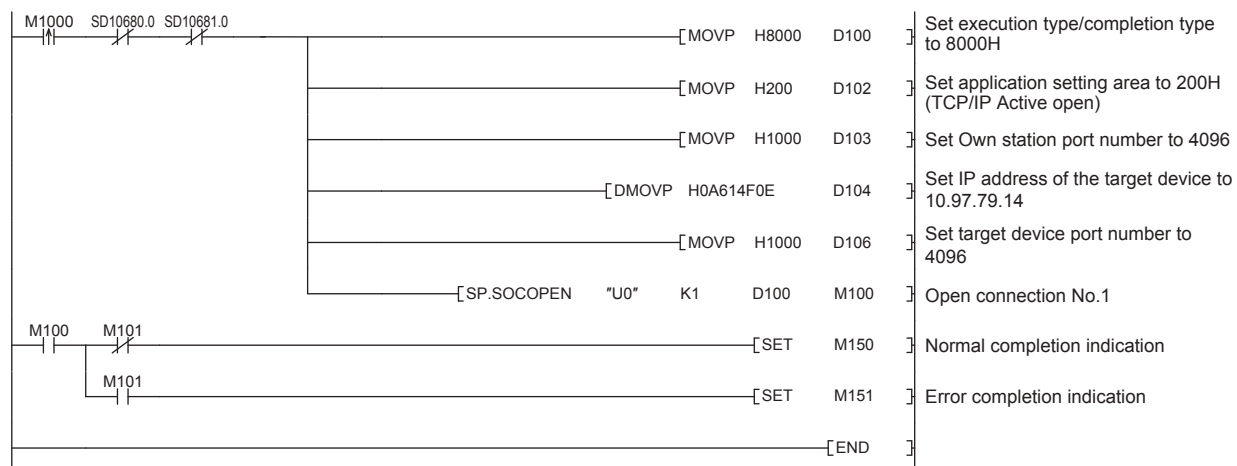 M1000 SD10680.0 SD10681.0
MOVP H8000 D100
Set execution type/completion type
to 8000H
MOVP H200 D102
Set application setting area to 200H
(TCP/IP Active open)
MOVP H1000 D103
Set Own station port number to 4096
DMOVP H0A614F0E D104
Set IP address of the target device to
10.97.79.14
MOVP H1000 D106
Set target device port number to
4096
SP.SOCOPEN "U0" K1 D100 M100
Open connection No.1
M100 M101
SET M150
Normal completion indication
M101
SET M151
Error completion indication
END